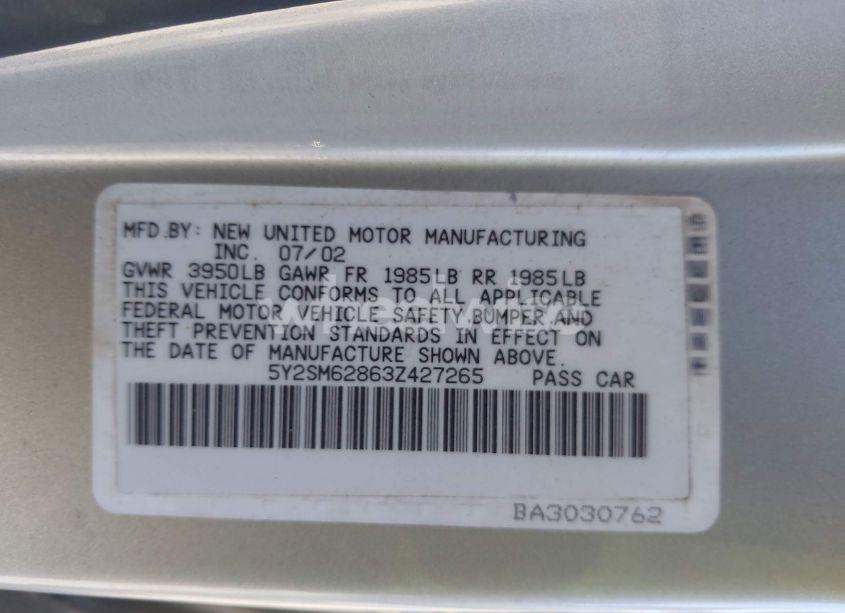 MFD.BY: NEW UNITED MOTOR MANUFACTURING
INC. 07/02
GVWR 3950LB GAWR FR 1985LB RR 1985LB
THIS VEHICLE CONFORMS TO ALL APPLICABLE
FEDERAL MOTOR VEHICLE SAFETY,BUMPER,AND
THEFT PREVENTION STANDARDS IN EFFECT ON
THE DATE OF MANUFACTURE SHOWN ABOVE.
5Y2SM62863Z427265 PASS CAR
BA3030762